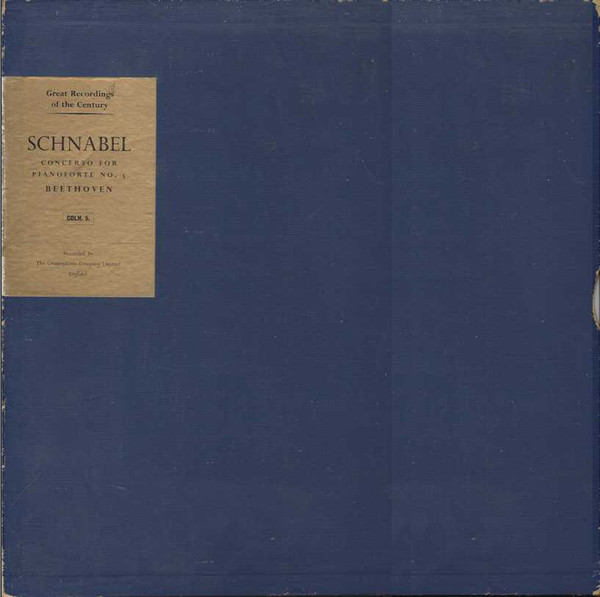 Great Recordings
of the Century
SCHNABEL
CONCERTO FOR
PIANOFORTE NO. 5
BEETHOVEN
COLH. 5.
Recorded by
The Gramophone Company Limited
England